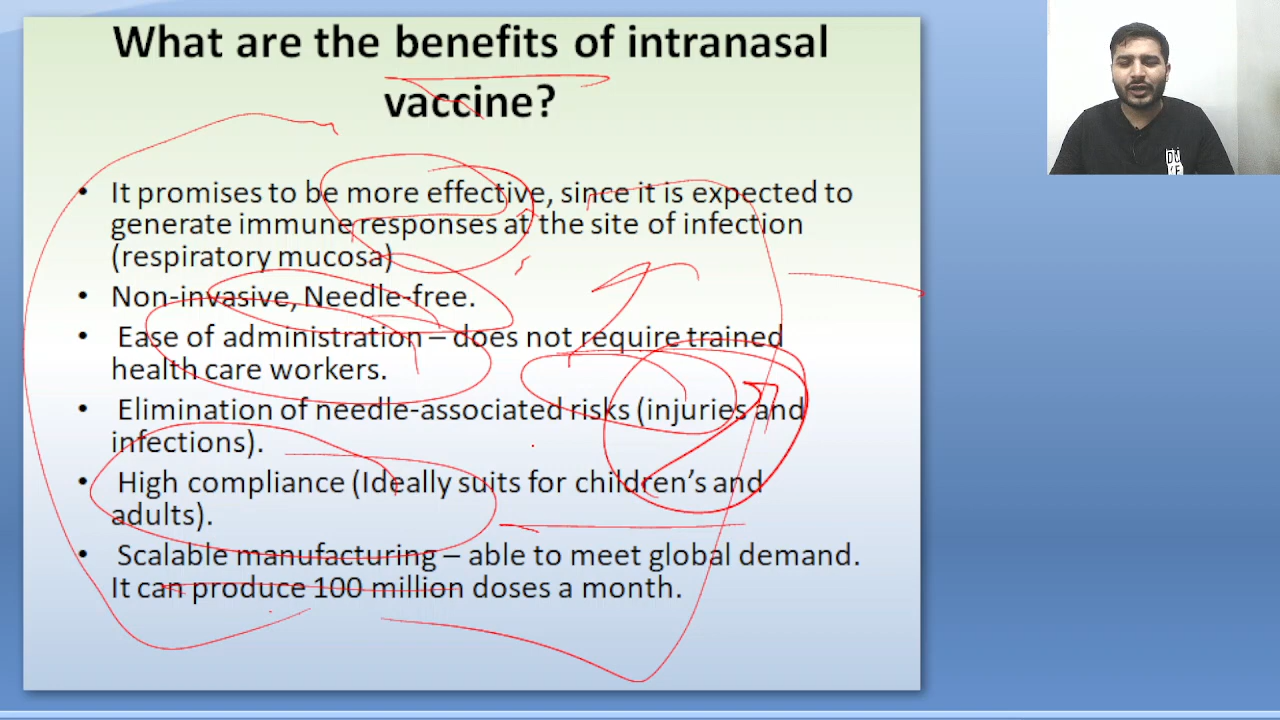 What are the benefits of intranasal
vaccine?
• It promises to be more effective, since it is expected to
generate immune responses at the site of infection
(respiratory mucosa)
• Non-invasive, Needle-free.
• Ease of administration – does not require trained
health care workers.
• Elimination of needle-associated risks (injuries and
infections).
• High compliance (Ideally suits for children’s and
adults).
• Scalable manufacturing – able to meet global demand.
It can produce 100 million doses a month.